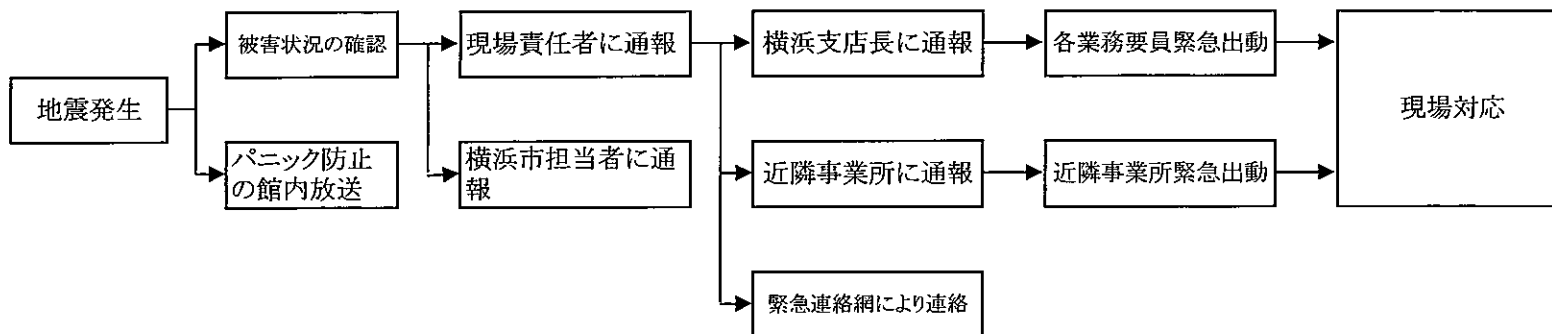 地震発生
被害状況の確認
パニック防止
の館内放送
現場責任者に通報
横浜市担当者に通
報
横浜支店長に通報
近隣事業所に通報
緊急連絡網により連絡
各業務要員緊急出動
近隣事業所緊急出動
現場対応